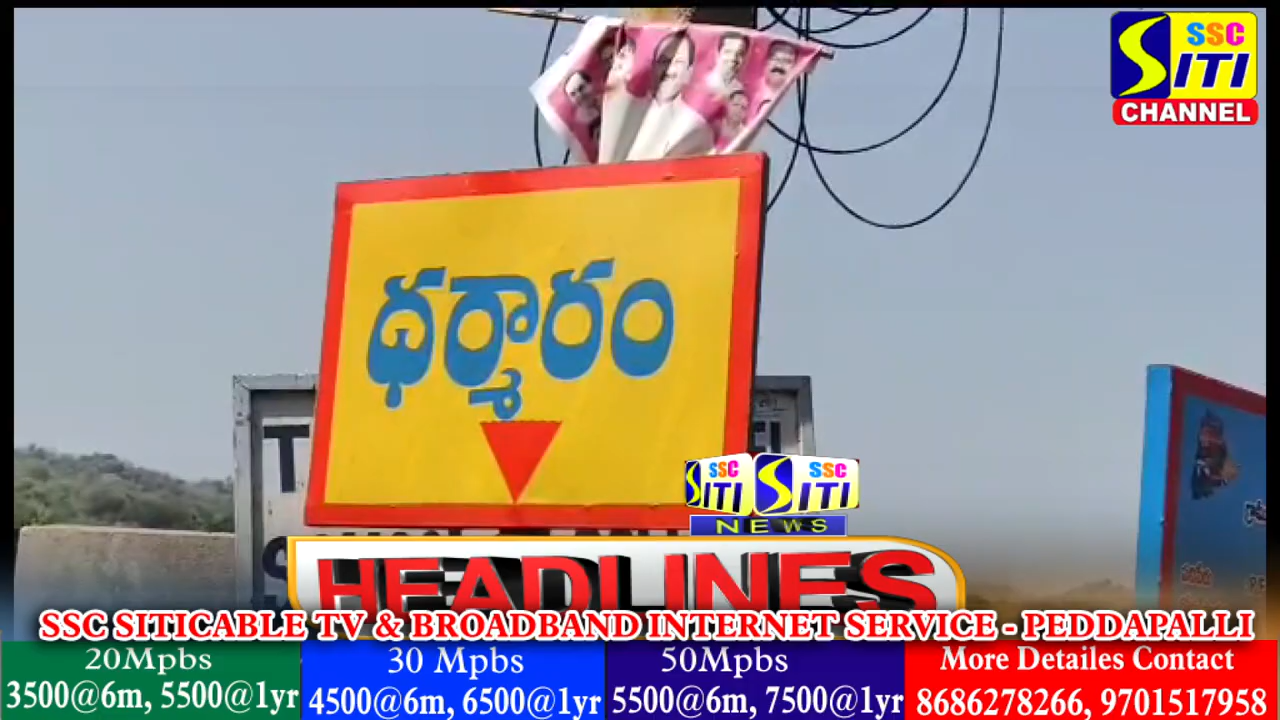 SSC
SITI
CHANNEL
ధర్మారం
SSC
SITI
SSC
SITI
NEWS
HEADLINES
SSC SITICABLE TV & BROADBAND INTERNET SERVICE - PEDDAPALLI
20Mpbs
3500@6m, 5500@1yr
30 Mpbs
4500@6m, 6500@1yr
50Mpbs
5500@6m, 7500@1yr
More Detailes Contact
8686278266, 9701517958